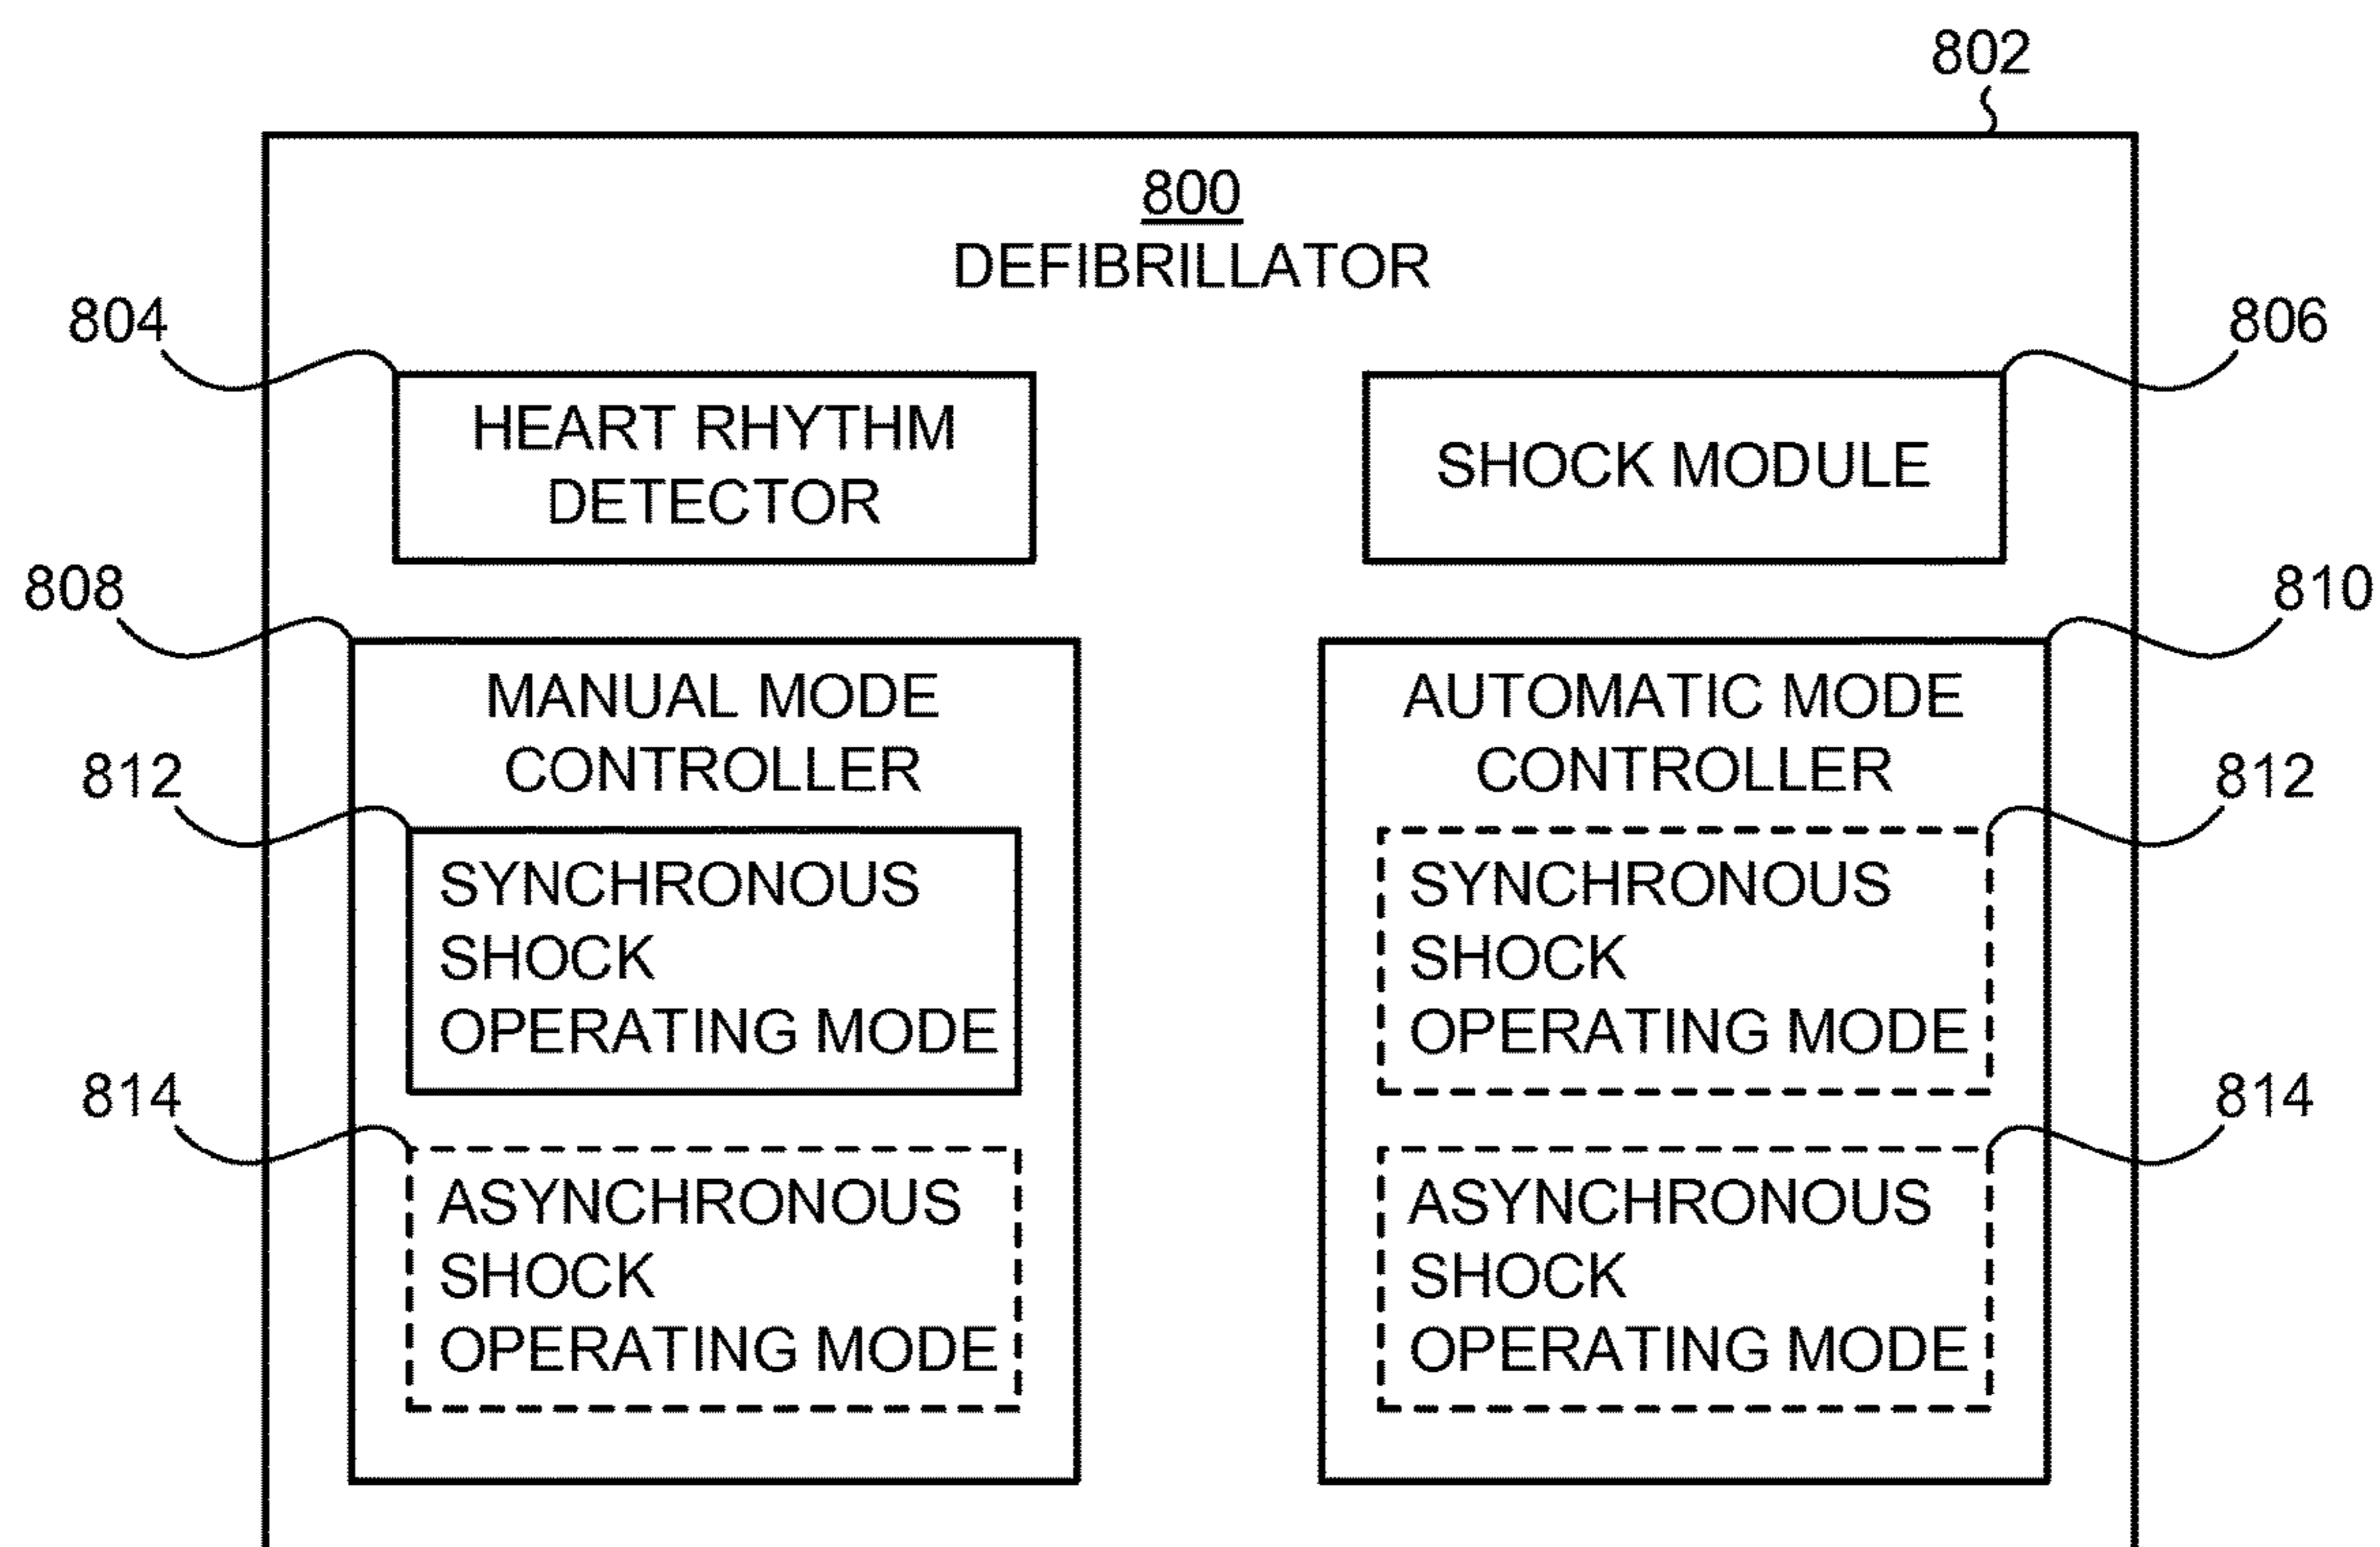 802
800
DEFIBRILLATOR
804
806
HEART RHYTHM
DETECTOR
SHOCK MODULE
808
810
MANUAL MODE
CONTROLLER
AUTOMATIC MODE
CONTROLLER
812
812
SYNCHRONOUS
SHOCK
OPERATING MODE
SYNCHRONOUS
SHOCK
OPERATING MODE
814
814
ASYNCHRONOUS
SHOCK
OPERATING MODE
ASYNCHRONOUS
SHOCK
OPERATING MODE